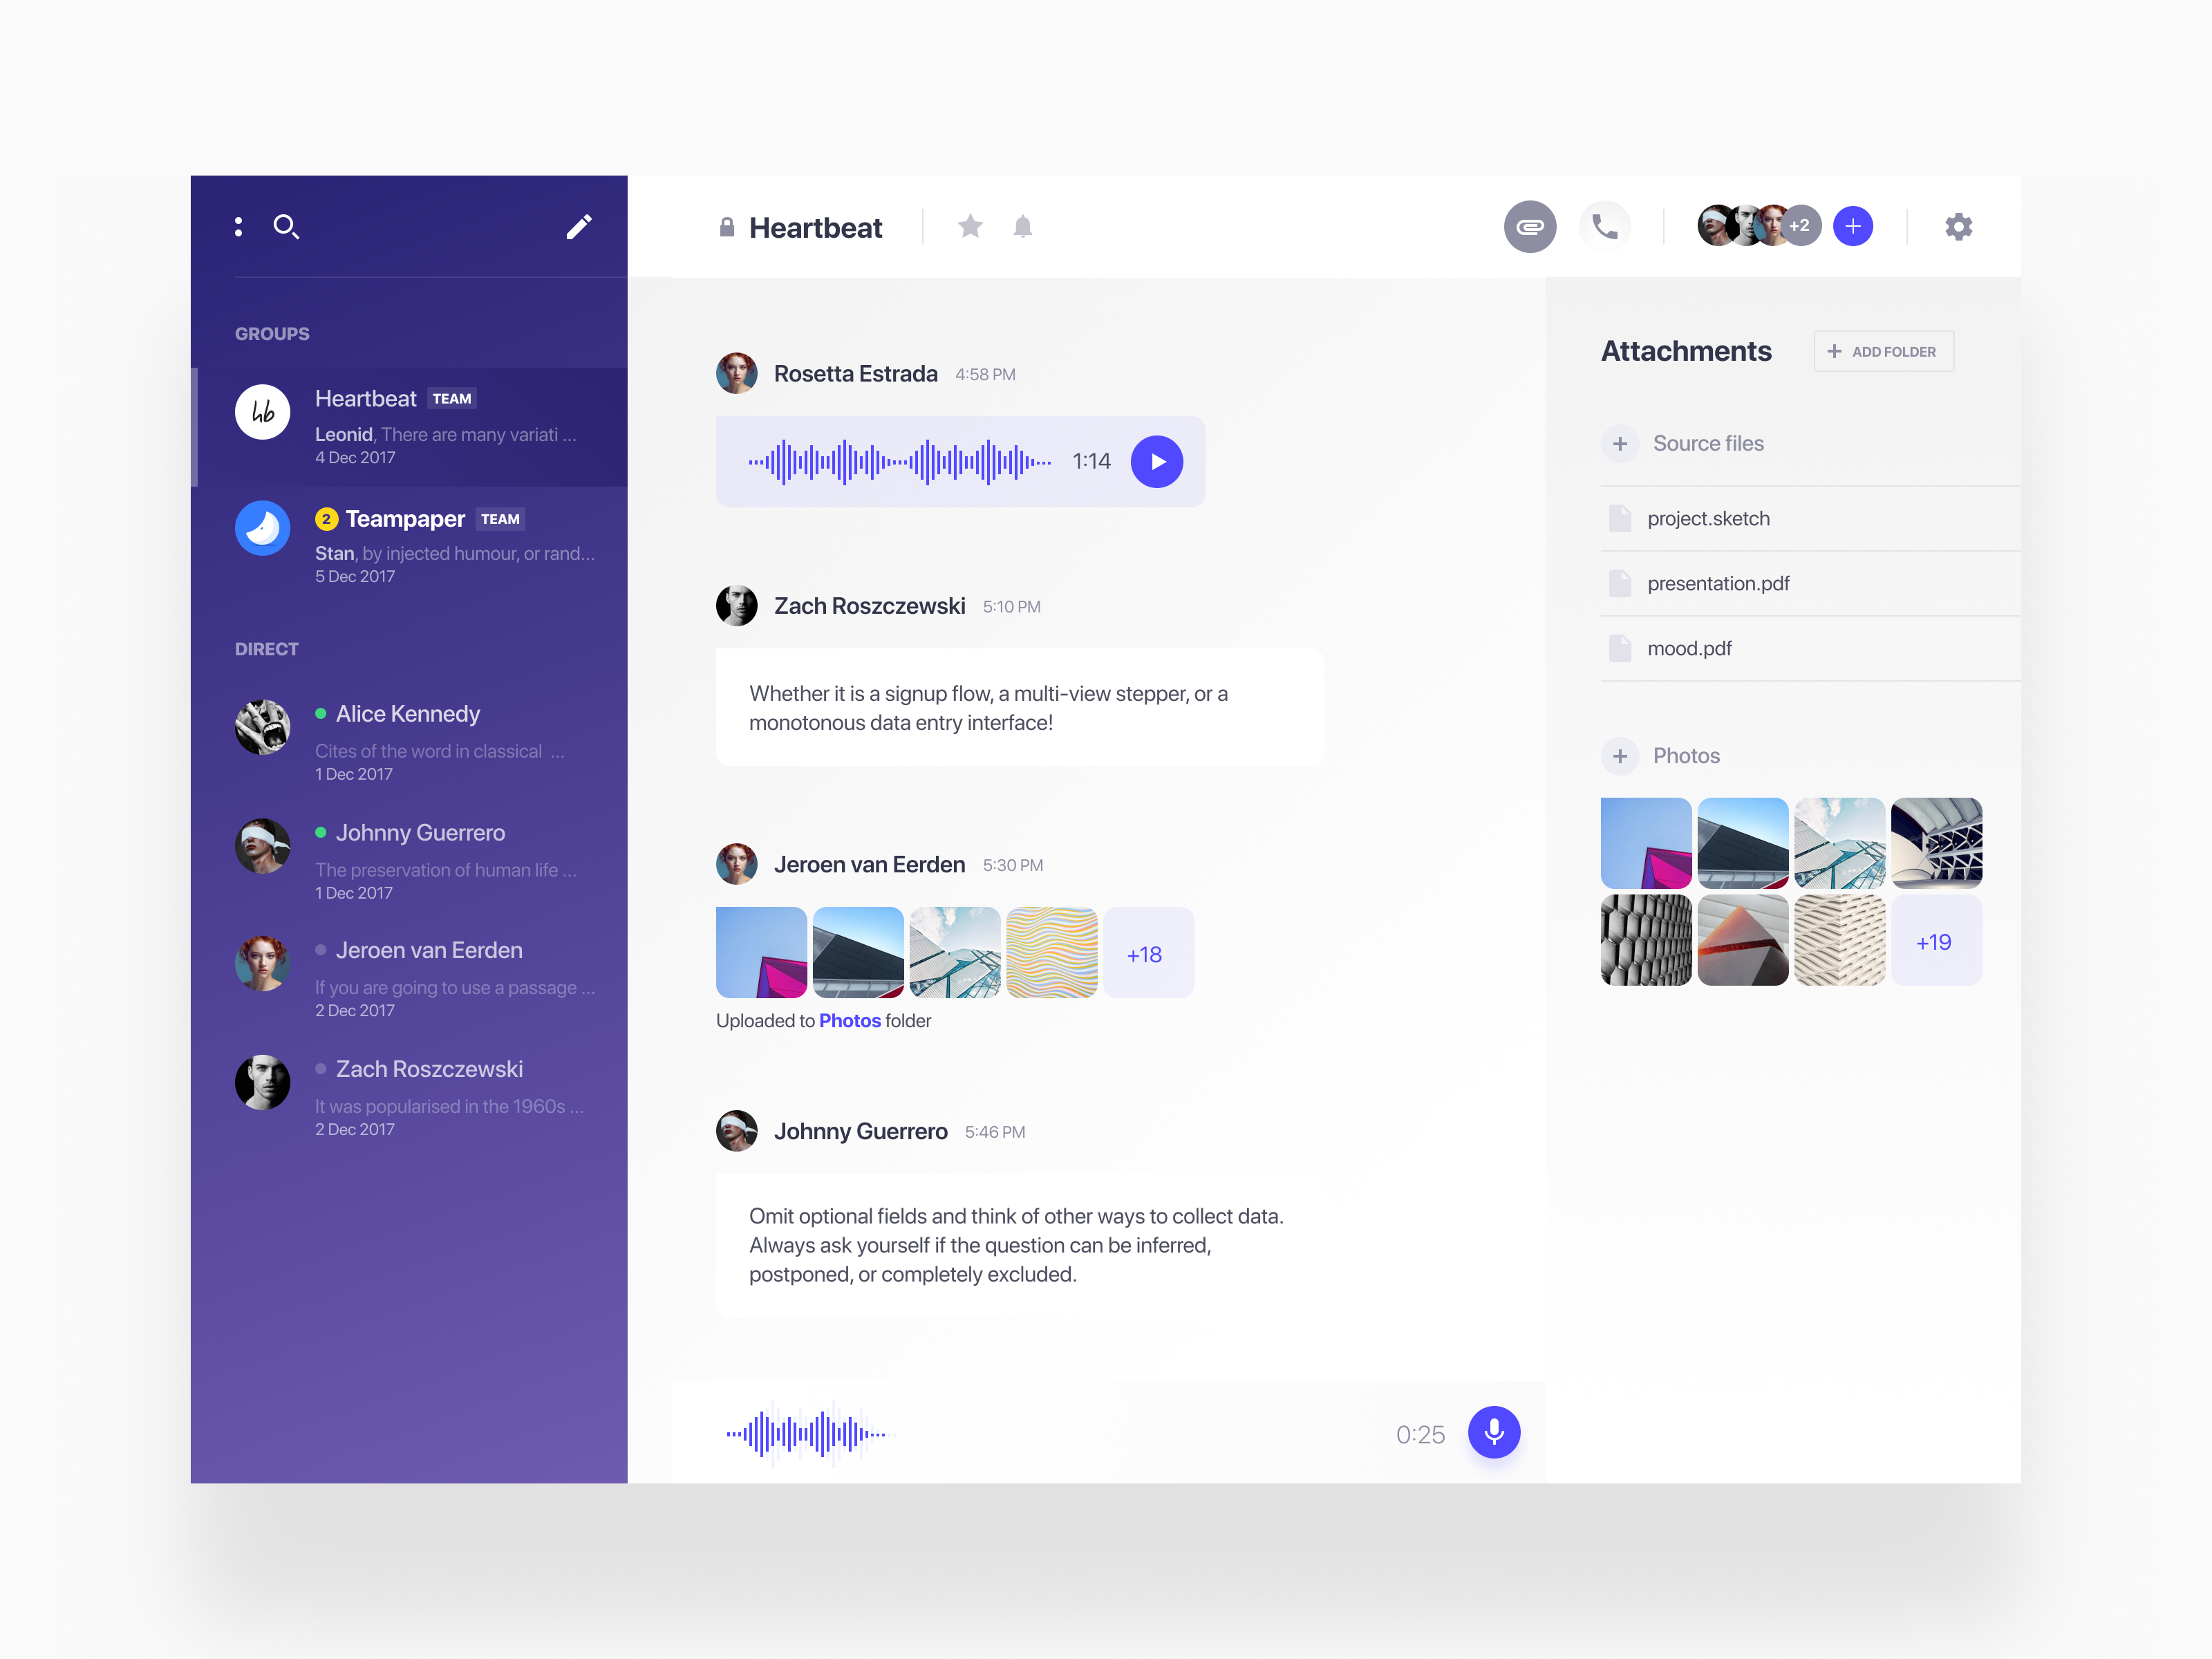 GROUPS
hb
Heartbeat TEAM
Leonid, There are many variati ...
4 Dec 2017
2 Teampaper TEAM
Stan, by injected humour, or rand...
5 Dec 2017
DIRECT
Alice Kennedy
Cites of the word in classical ...
1 Dec 2017
Johnny Guerrero
The preservation of human life ...
1 Dec 2017
Jeroen van Eerden
If you are going to use a passage ...
2 Dec 2017
Zach Roszczewski
It was popularised in the 1960s ...
2 Dec 2017
Heartbeat
+2
Rosetta Estrada 4:58 PM
1:14
Zach Roszczewski 5:10 PM
Whether it is a signup flow, a multi-view stepper, or a
monotonous data entry interface!
Jeroen van Eerden 5:30 PM
+18
Uploaded to Photos folder
Johnny Guerrero 5:46 PM
Omit optional fields and think of other ways to collect data.
Always ask yourself if the question can be inferred,
postponed, or completely excluded.
0:25
Attachments
+ ADD FOLDER
+ Source files
project.sketch
presentation.pdf
mood.pdf
+ Photos
+19